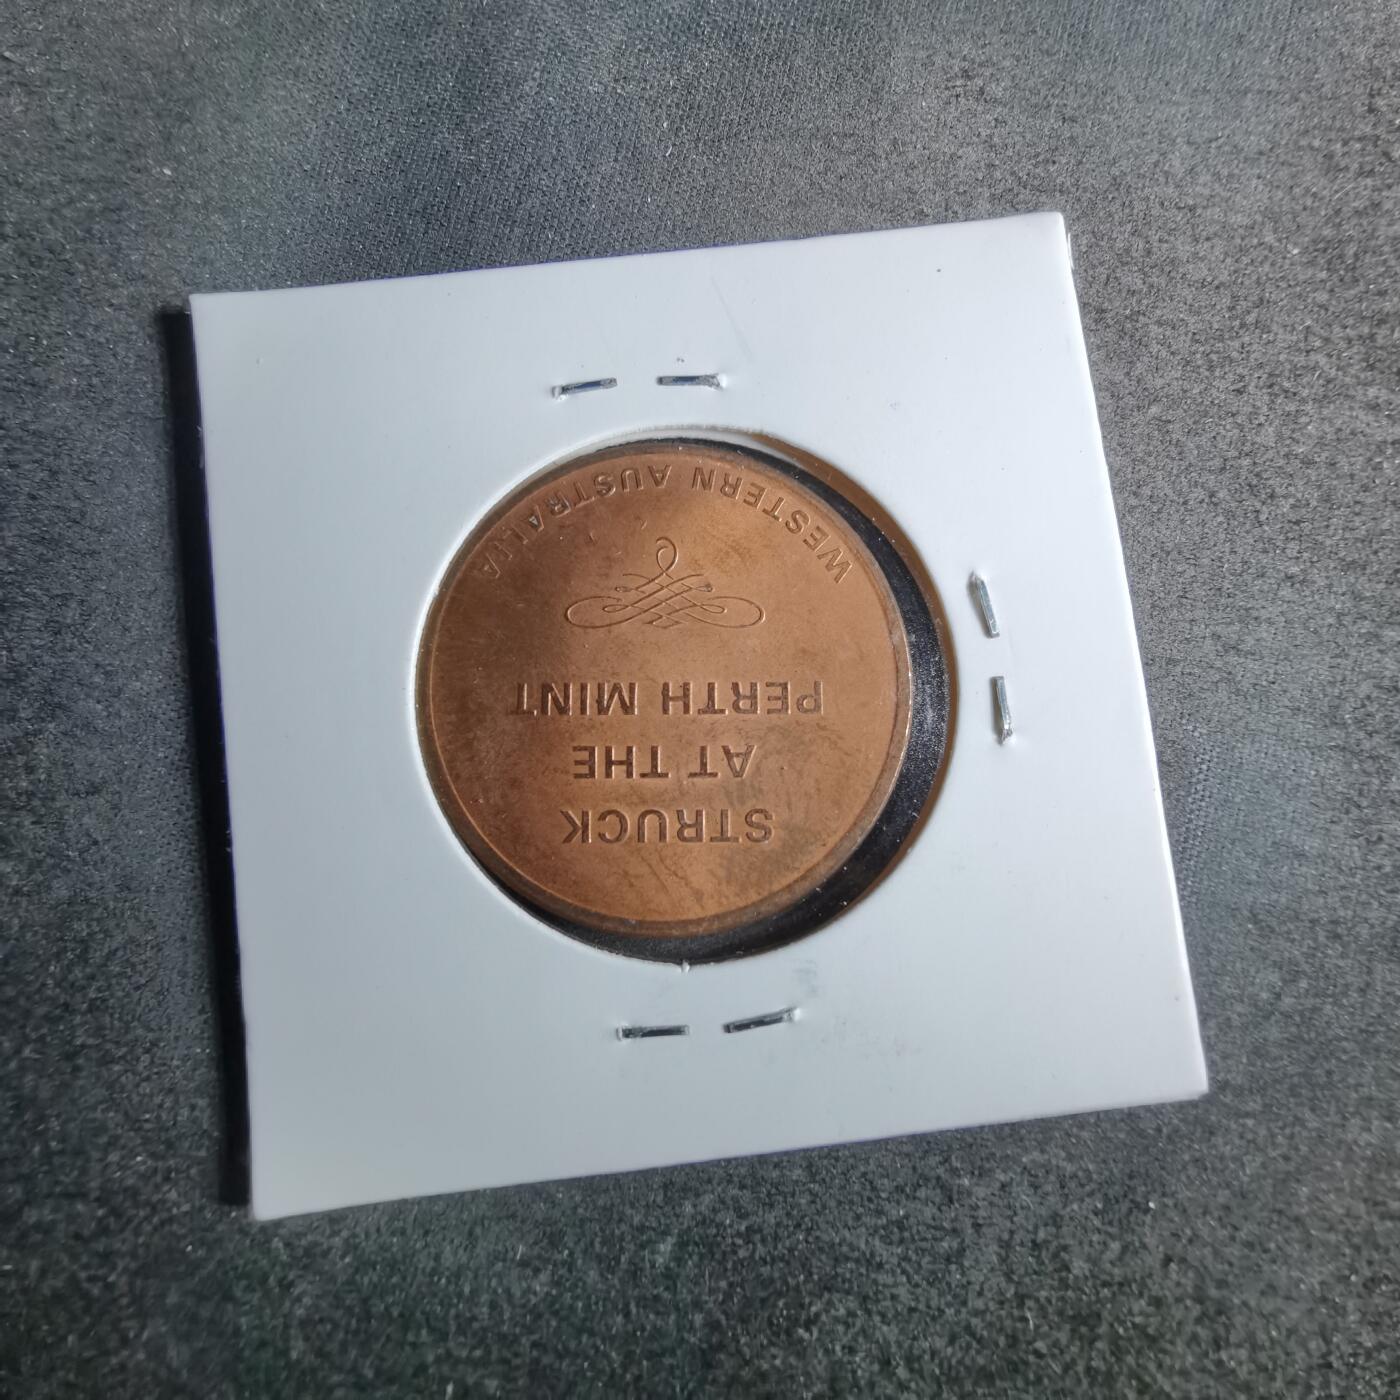 STRUCK
AT THE
PERTH MINT
WESTERN AUSTRALIA